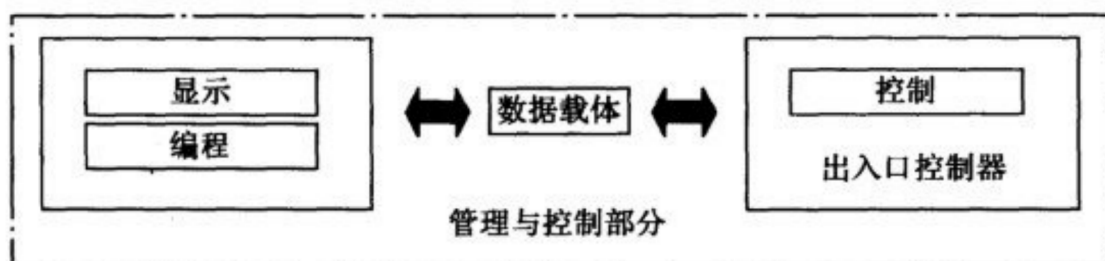 显示
编程
数据载体
控制
出入口控制器
管理与控制部分